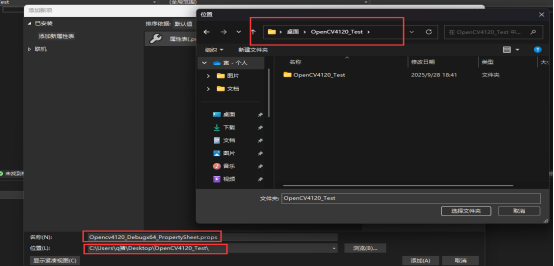 添加新项
已安装
排序依据: 默认值
添加新属性表
联机
属性表(.pr
位置
桌面 > OpenCV4120_Test >
在 OpenCV4120_Test 中...
组织
新建文件夹
名称
修改日期
类型
大小
- 个人
OpenCV4120_Test
2025/9/28 18:41
文件夹
图片
文档
桌面
下载
文档
图片
音乐
视频
文件夹: OpenCV4120_Test
选择文件夹
取消
名称(N):
Opencv4120_Debugx64_PropertySheet.props
位置(L):
\Desktop\OpenCV4120_Test\
浏览(B)...
显示紧凑视图(C)
添加(A)
取消